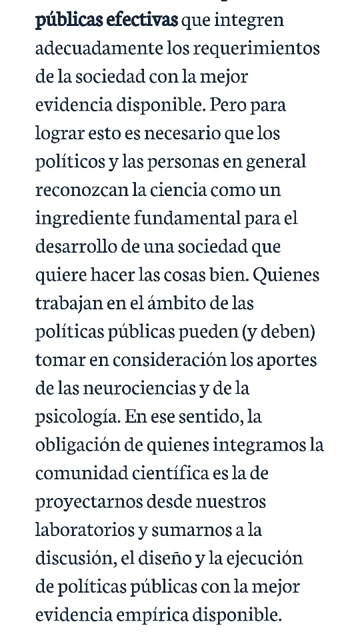 públicas efectivas que integren
adecuadamente los requerimientos
de la sociedad con la mejor
evidencia disponible. Pero para
lograr esto es necesario que los
políticos y las personas en general
reconozcan la ciencia como un
ingrediente fundamental para el
desarrollo de una sociedad que
quiere hacer las cosas bien. Quienes
trabajan en el ámbito de las
políticas públicas pueden (y deben)
tomar en consideración los aportes
de las neurociencias y de la
psicología. En ese sentido, la
obligación de quienes integramos la
comunidad científica es la de
proyectarnos desde nuestros
laboratorios y sumarnos a la
discusión, el diseño y la ejecución
de políticas públicas con la mejor
evidencia empírica disponible.